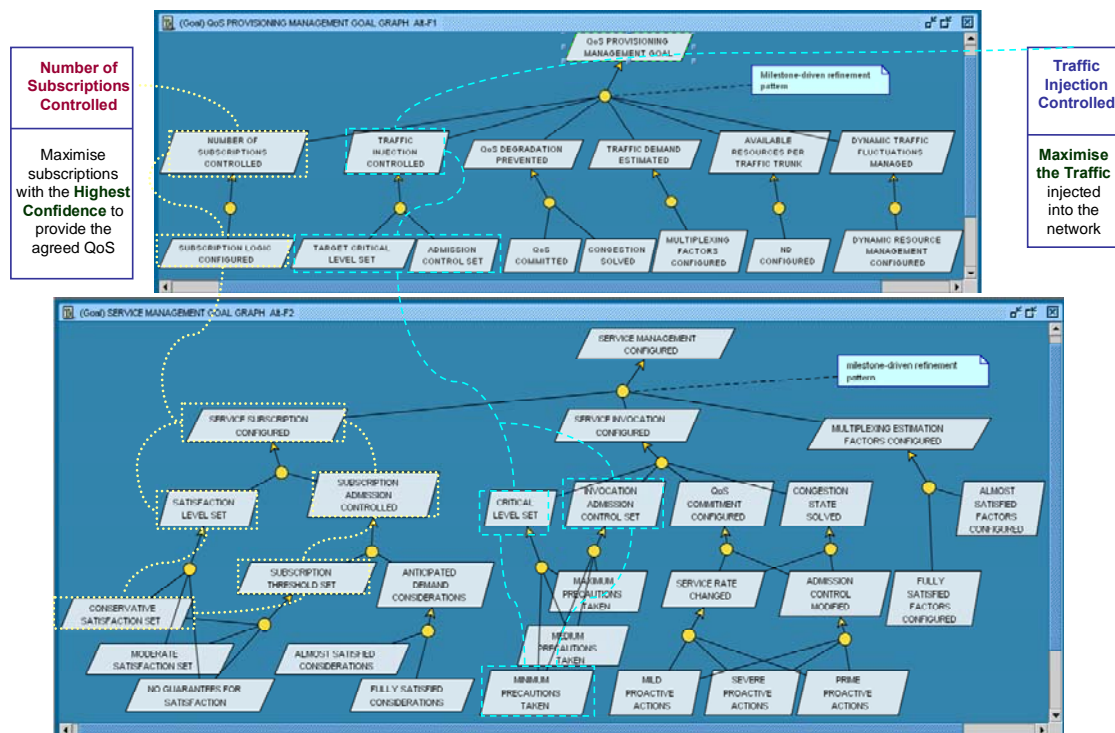 (Goal) QoS PROVISIONING MANAGEMENT GOAL GRAPH Alt-F1
QoS PROVISIONING
MANAGEMENT GOAL
Milestone-driven refinement
pattern
Number of
Subscriptions
Controlled
Maximise
subscriptions
with the Highest
Confidence to
provide the
agreed QoS
Traffic
Injection
Controlled
Maximise
the Traffic
injected
into the
network
NUMBER OF
SUBSCRIPTIONS
CONTROLLED
TRAFFIC
INJECTION
CONTROLLED
QoS DEGRADATION
PREVENTED
TRAFFIC DEMAND
ESTIMATED
AVAILABLE
RESOURCES PER
TRAFFIC TRUNK
DYNAMIC TRAFFIC
FLUCTUATIONS
MANAGED
SUBSCRIPTION LOGIC
CONFIGURED
TARGET CRITICAL
LEVEL SET
ADMISSION
CONTROL SET
QoS
COMMITTED
CONGESTION
SOLVED
MULTIPLEXING
FACTORS
CONFIGURED
ND
CONFIGURED
DYNAMIC RESOURCE
MANAGEMENT
CONFIGURED
(Goal) SERVICE MANAGEMENT GOAL GRAPH Alt-F2
SERVICE MANAGEMENT
CONFIGURED
milestone-driven refinement
pattern
SERVICE SUBSCRIPTION
CONFIGURED
SERVICE INVOCATION
CONFIGURED
MULTIPLEXING ESTIMATION
FACTORS CONFIGURED
SATISFACTION
LEVEL SET
SUBSCRIPTION
ADMISSION
CONTROLLED
CRITICAL
LEVEL SET
INVOCATION
ADMISSION
CONTROL SET
QoS
COMMITMENT
CONFIGURED
CONGESTION
STATE
SOLVED
ALMOST
SATISFIED
FACTORS
CONFIGURED
SUBSCRIPTION
THRESHOLD SET
ANTICIPATED
DEMAND
CONSIDERATIONS
MAXIMUM
PRECAUTIONS
TAKEN
SERVICE RATE
CHANGED
ADMISSION
CONTROL
MODIFIED
FULLY
SATISFIED
FACTORS
CONFIGURED
CONSERVATIVE
SATISFACTION SET
MODERATE
SATISFACTION SET
ALMOST SATISFIED
CONSIDERATIONS
MEDIUM
PRECAUTIONS
TAKEN
NO GUARANTEES FOR
SATISFACTION
FULLY SATISFIED
CONSIDERATIONS
MINIMUM
PRECAUTIONS
TAKEN
MILD
PROACTIVE
ACTIONS
SEVERE
PROACTIVE
ACTIONS
PRIME
PROACTIVE
ACTIONS